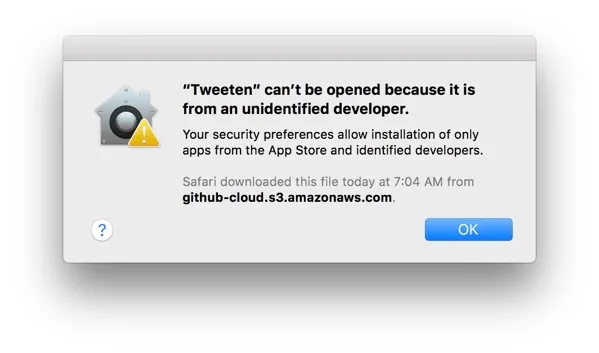 “Tweeten” can’t be opened because it is
from an unidentified developer.
Your security preferences allow installation of only
apps from the App Store and identified developers.
Safari downloaded this file today at 7:04 AM from
github-cloud.s3.amazonaws.com.
?
OK